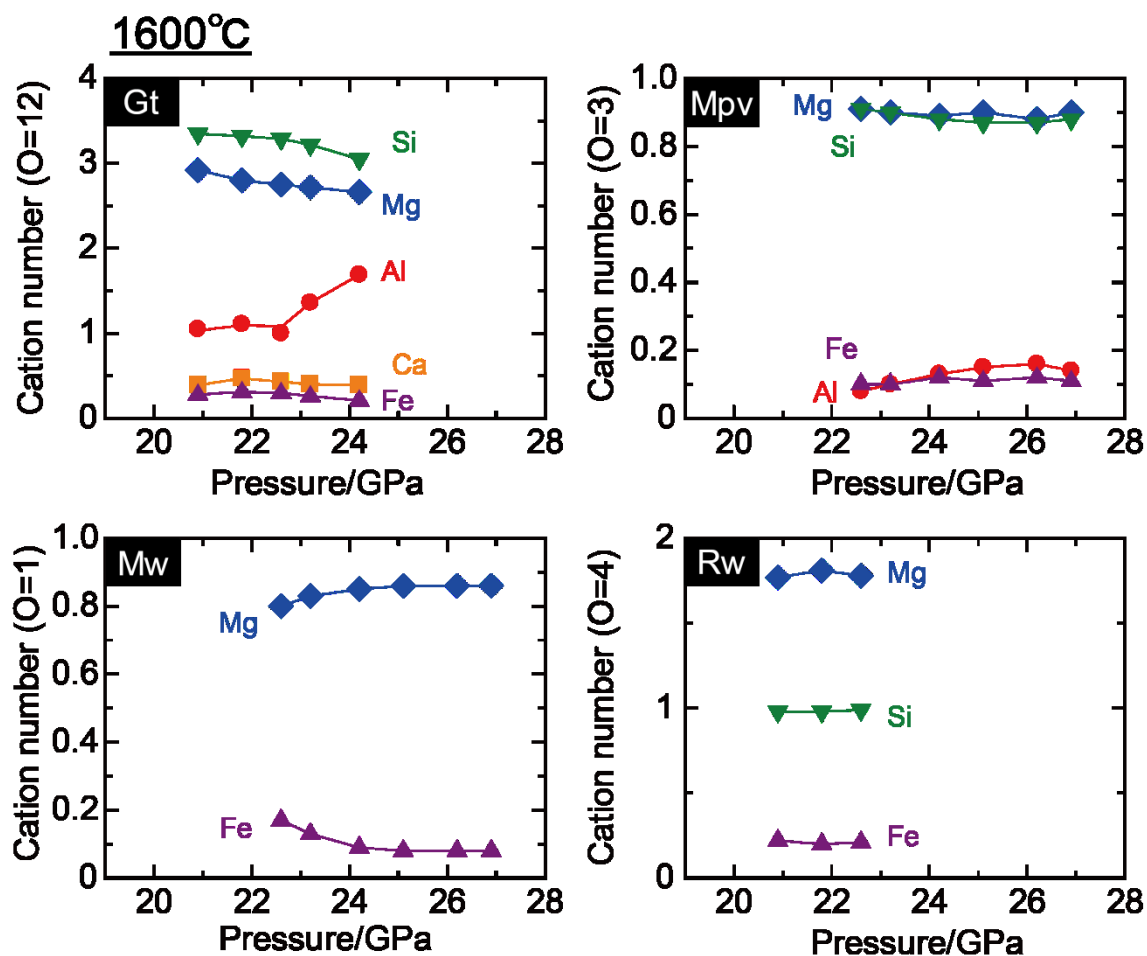 1600°C
Gt
Cation number (O=12)
4
3
2
1
0
Si
Mg
Al
Ca
Fe
20 22 24 26 28
Pressure/GPa
Mpv
Cation number (O=3)
1.0
0.8
0.6
0.4
0.2
0
Mg
Si
Fe
Al
20 22 24 26 28
Pressure/GPa
Mw
Cation number (O=1)
1.0
0.8
0.6
0.4
0.2
0
Mg
Fe
20 22 24 26 28
Pressure/GPa
Rw
Cation number (O=4)
2
1
0
Mg
Si
Fe
20 22 24 26 28
Pressure/GPa